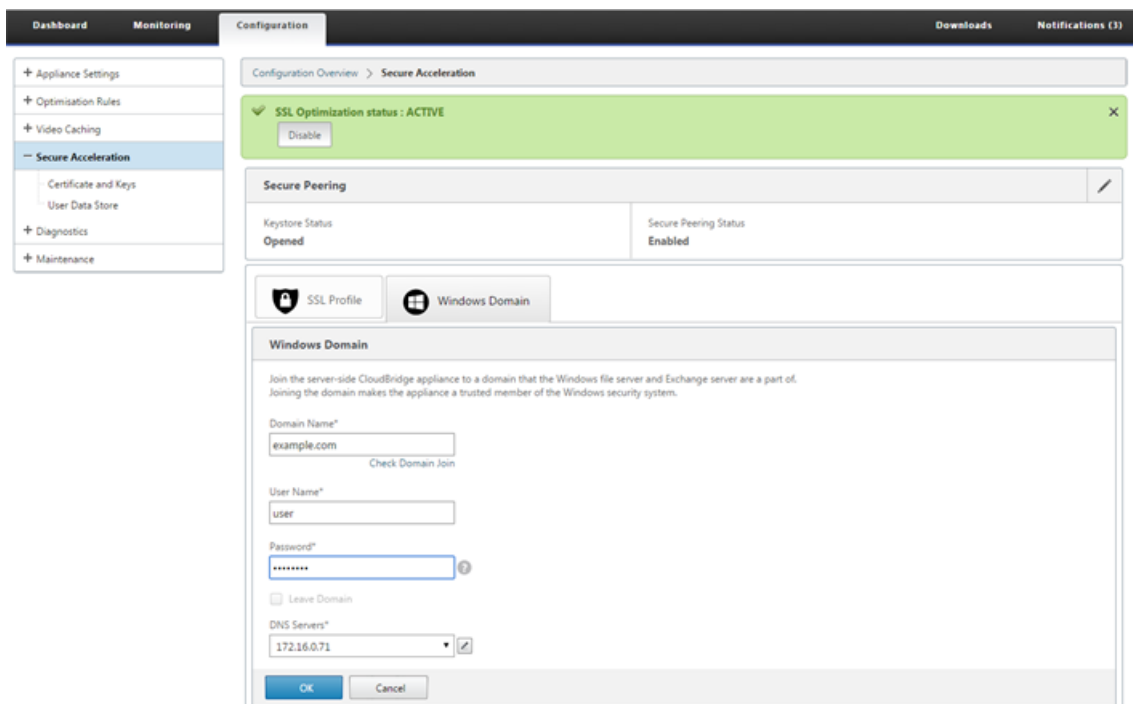 Dashboard Monitoring Configuration Downloads Notifications (3)
+ Appliance Settings
+ Optimisation Rules
+ Video Caching
− Secure Acceleration
Certificate and Keys
User Data Store
+ Diagnostics
+ Maintenance
Configuration Overview > Secure Acceleration
SSL Optimization status : ACTIVE
Disable
Secure Peering
Keystore Status Secure Peering Status
Opened Enabled
SSL Profile Windows Domain
Windows Domain
Join the server-side CloudBridge appliance to a domain that the Windows file server and Exchange server are a part of.
Joining the domain makes the appliance a trusted member of the Windows security system.
Domain Name*
example.com
Check Domain Join
User Name*
user
Password*
••••••••
Leave Domain
DNS Servers*
172.16.0.71
OK Cancel